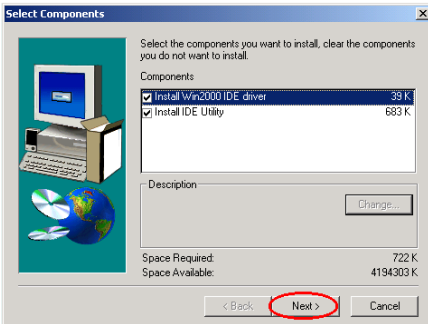 Select Components
Select the components you want to install, clear the components
you do not want to install.
Components
Install Win2000 IDE driver 39 K
Install IDE Utility 683 K
Description
Change...
Space Required: 722 K
Space Available: 4194303 K
< Back Next > Cancel